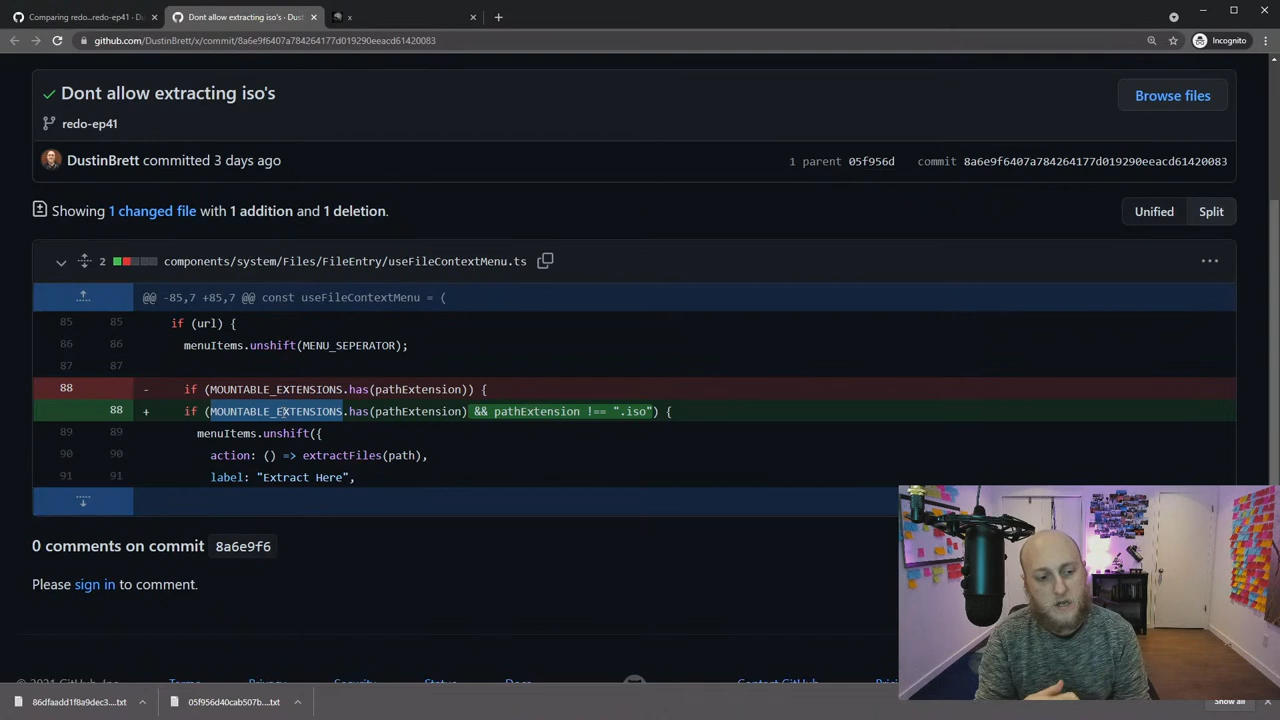 Comparing redo...redo-ep41 · Du
Dont allow extracting iso's · Dust
x
github.com/DustinBrett/x/commit/8a6e9f6407a784264177d019290eeacd61420083
Incognito
Dont allow extracting iso's
Browse files
redo-ep41
DustinBrett committed 3 days ago
1 parent 05f956d commit 8a6e9f6407a784264177d019290eeacd61420083
Showing 1 changed file with 1 addition and 1 deletion.
Unified Split
2 components/system/Files/FileEntry/useFileContextMenu.ts
@@ -85,7 +85,7 @@ const useFileContextMenu = (
85 85 if (url) {
86 86 menuItems.unshift(MENU_SEPERATOR);
87 87
88 - if (MOUNTABLE_EXTENSIONS.has(pathExtension)) {
88 + if (MOUNTABLE_EXTENSIONS.has(pathExtension) && pathExtension !== ".iso") {
89 89 menuItems.unshift({
90 90 action: () => extractFiles(path),
91 91 label: "Extract Here",
0 comments on commit 8a6e9f6
Please sign in to comment.
86dfaadd1f8a9dec3....txt
05f956d40cab507b....txt
Show all